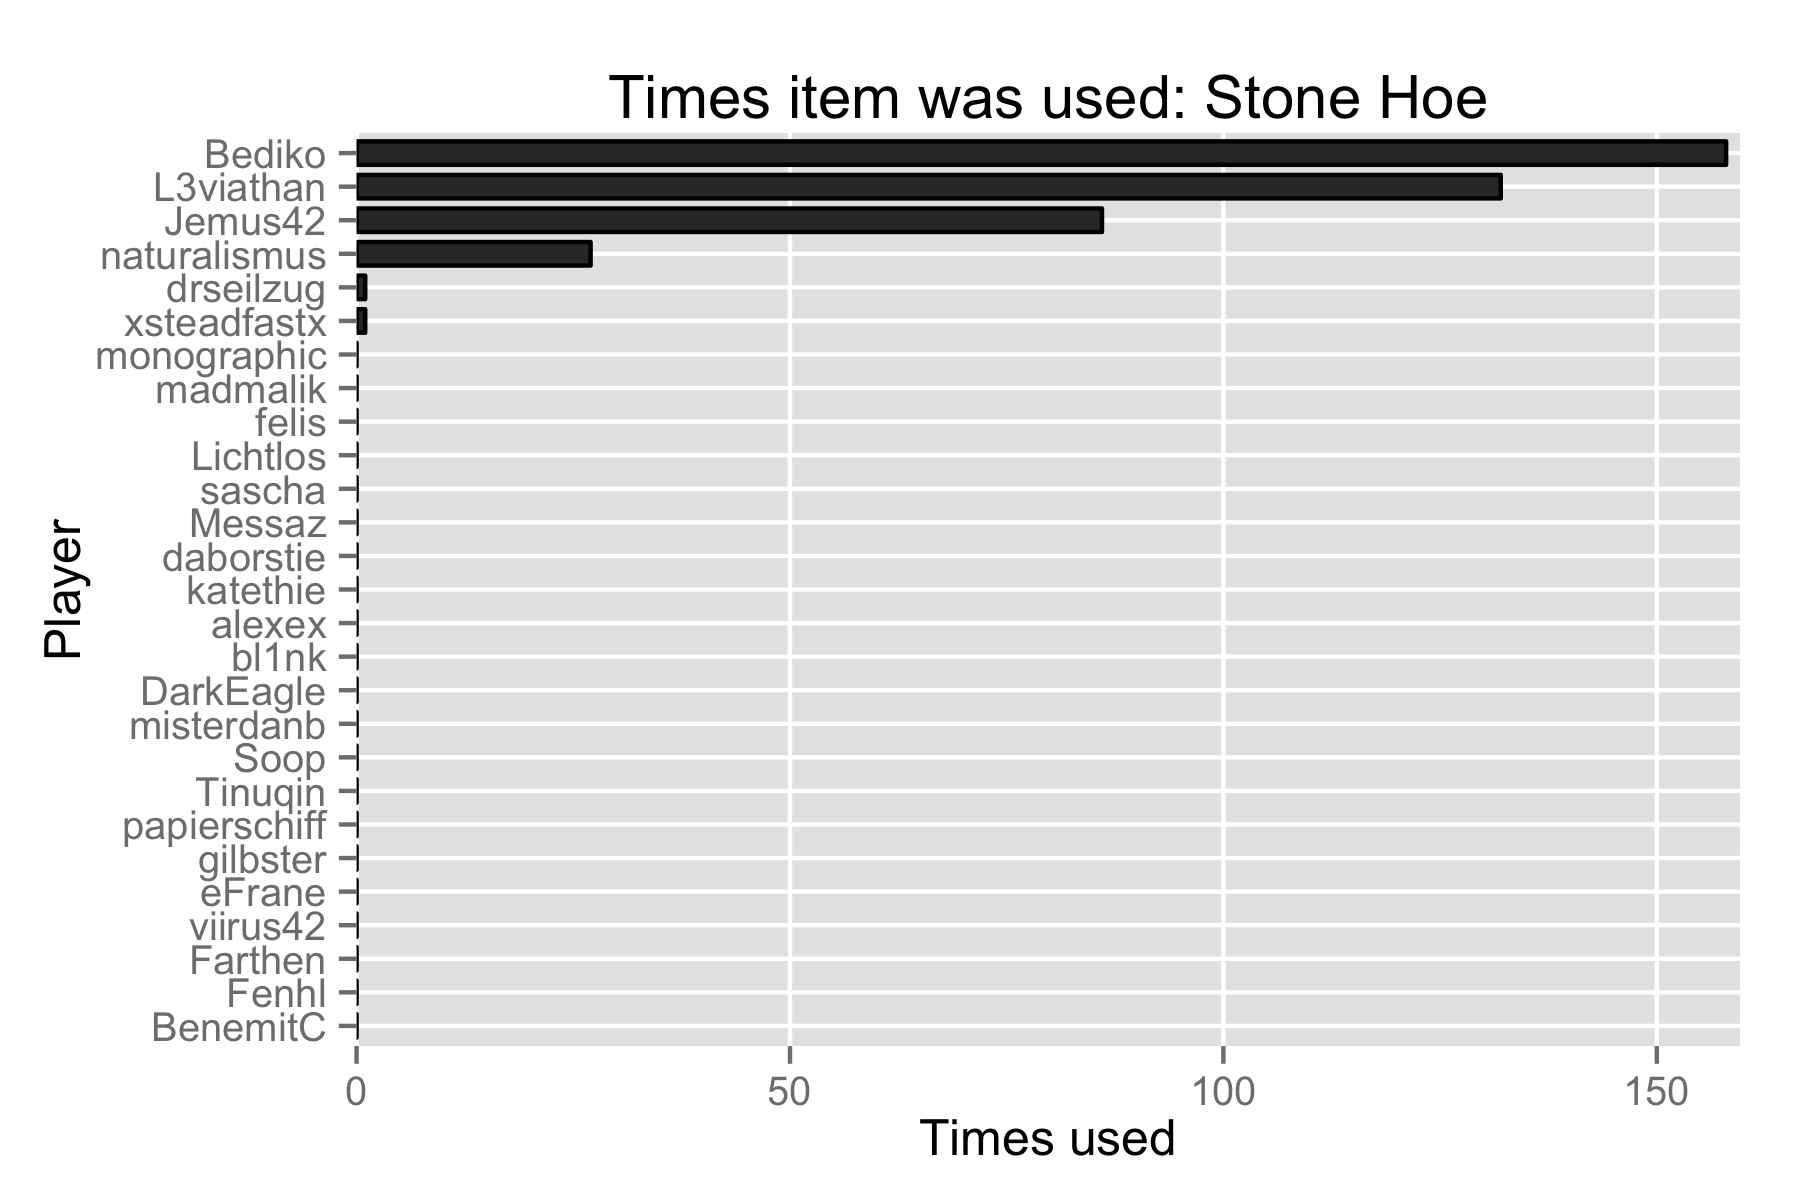 Times item was used: Stone Hoe
Bediko
L3viathan
Jemus42
naturalismus
drseilzug
xsteadfastx
monographic
madmalik
felis
Lichtlos
sascha
Messaz
daborstie
katethie
alexex
bl1nk
DarkEagle
misterdanb
Soop
Tinuqin
papierschiff
gilbster
eFrane
viirus42
Farthen
Fenhl
BenemitC
Player
0 50 100 150
Times used